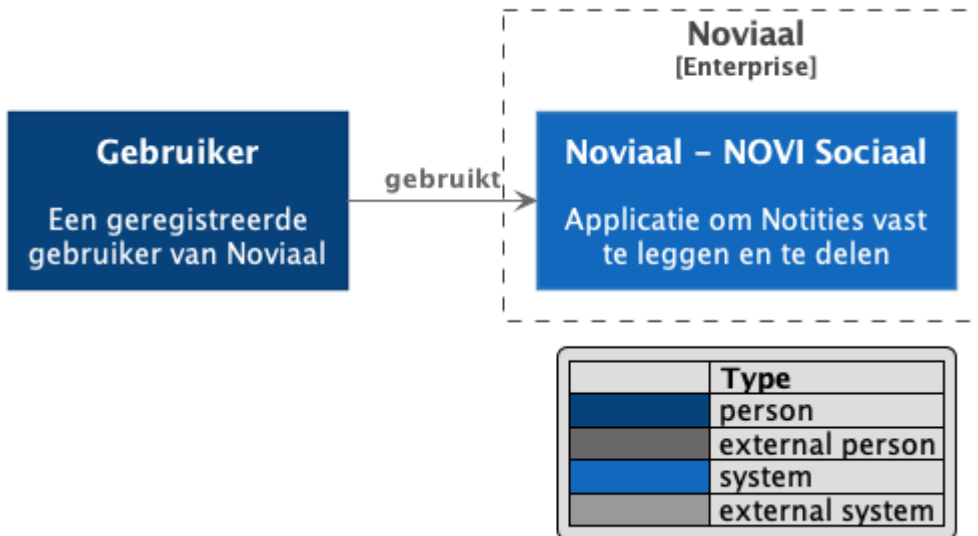 Noviaal
[Enterprise]
Gebruiker
Een geregistreerde
gebruiker van Noviaal
gebruikt
Noviaal – NOVI Sociaal
Applicatie om Notities vast
te leggen en te delen
Type
person
external person
system
external system